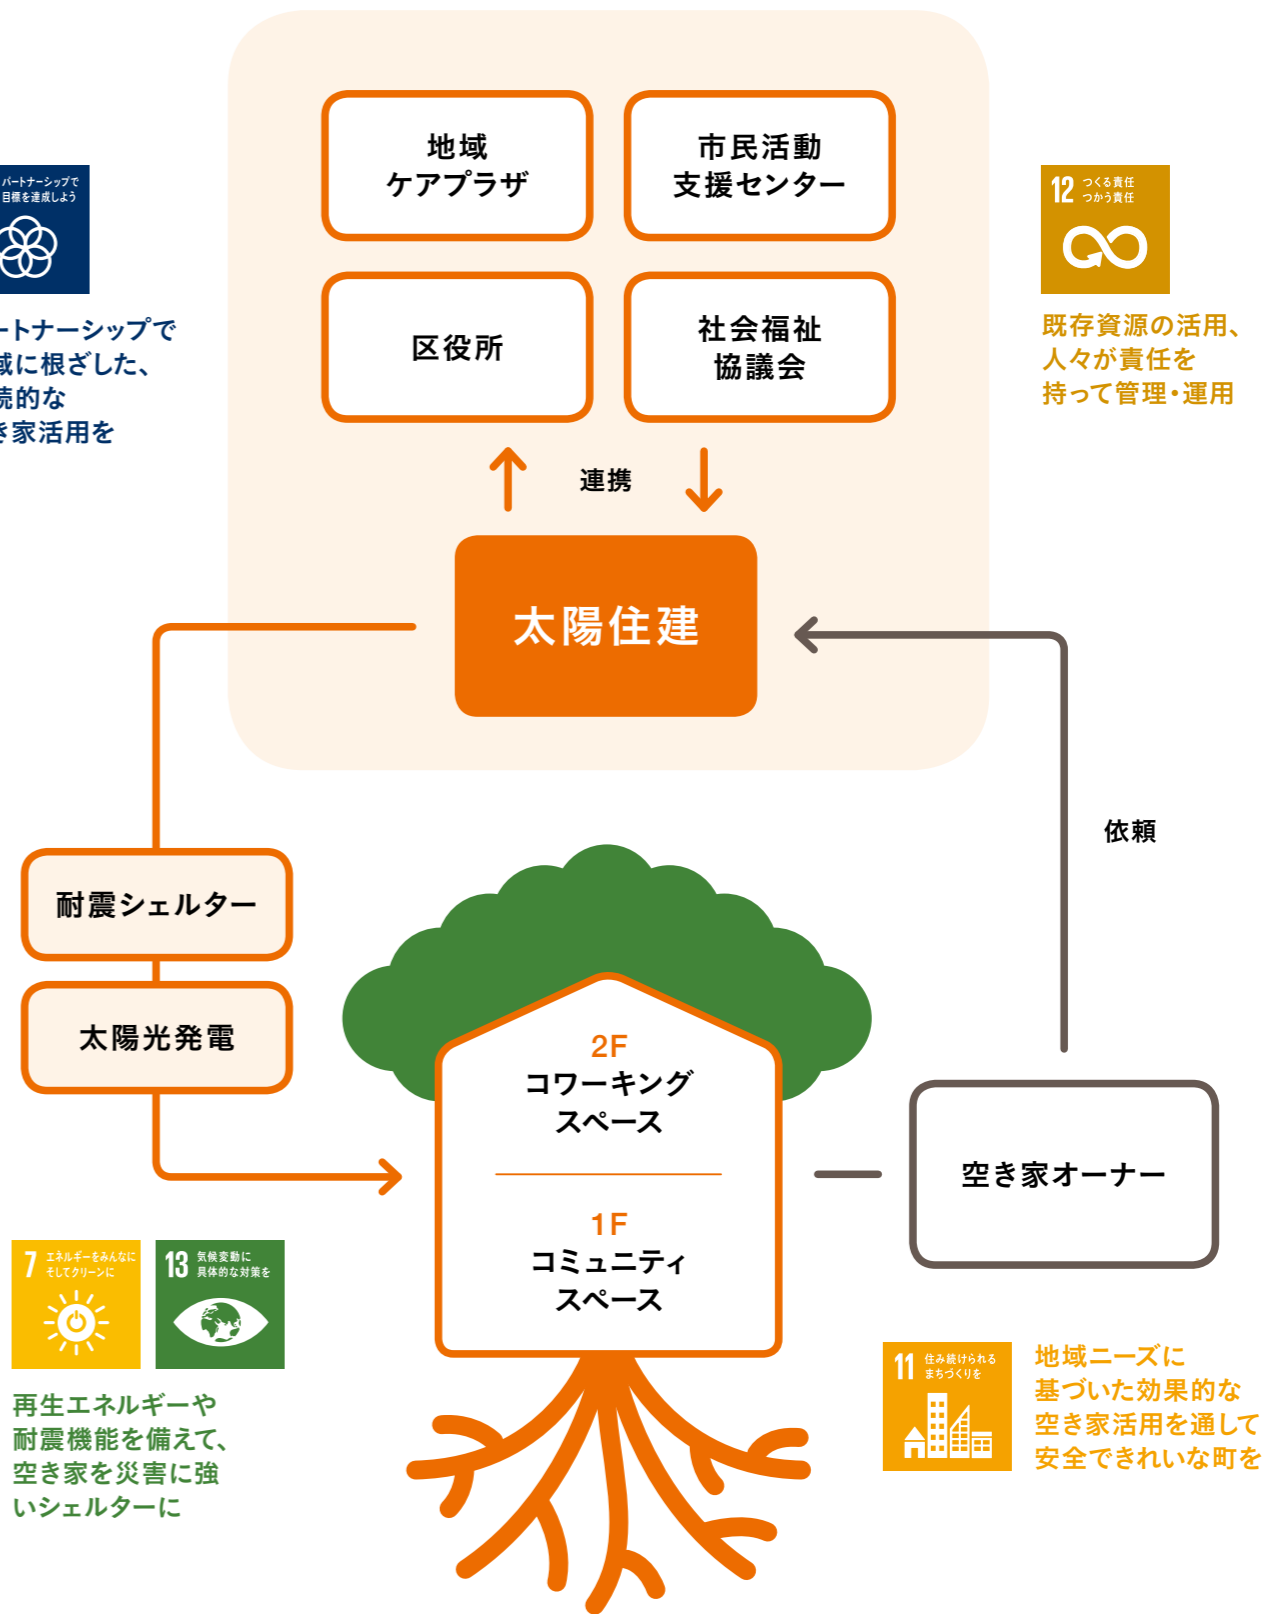 地域
ケアプラザ
市民活動
支援センター
区役所
社会福祉
協議会
連携
太陽住建
パートナーシップで
目標を達成しよう
ートナーシップで
域に根ざした、
続的な
き家活用を
12 つくる責任
つかう責任
既存資源の活用、
人々が責任を
持って管理・運用
依頼
耐震シェルター
太陽光発電
2F
コワーキング
スペース
1F
コミュニティ
スペース
空き家オーナー
7 エネルギーをみんなに
そしてクリーンに
13 気候変動に
具体的な対策を
再生エネルギーや
耐震機能を備えて、
空き家を災害に強
いシェルターに
11 住み続けられる
まちづくりを
地域ニーズに
基づいた効果的な
空き家活用を通して
安全できれいな町を